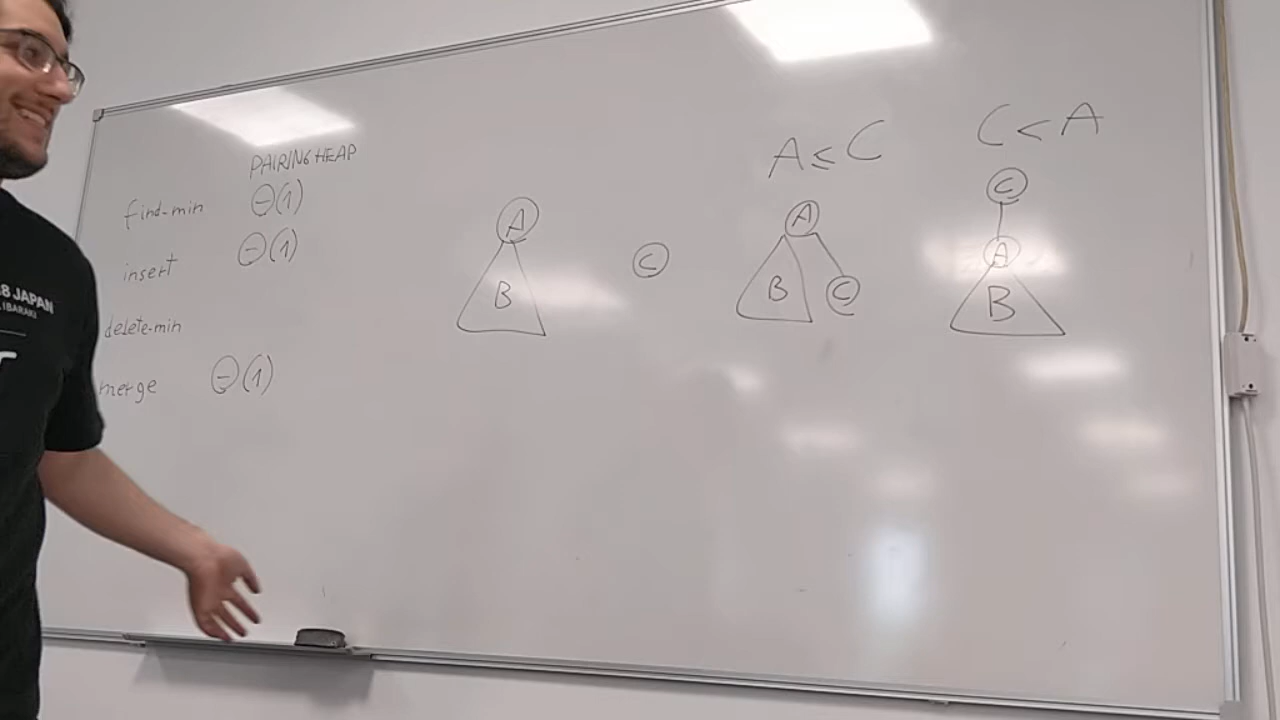 PAIRING HEAP
find-min Θ(1)
insert Θ(1)
delete-min
merge Θ(1)
A
B
C
A ≤ C
A
B
C
C < A
C
A
B
8 JAPAN
IBARAKI